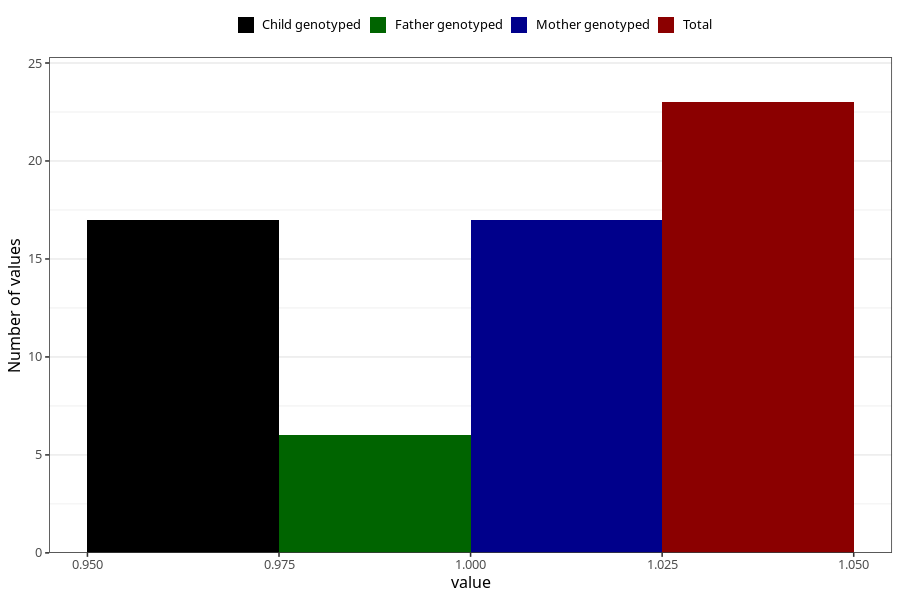 Child genotyped Father genotyped Mother genotyped Total
25
20
15
10
5
0
Number of values
0.950 0.975 1.000 1.025 1.050
value